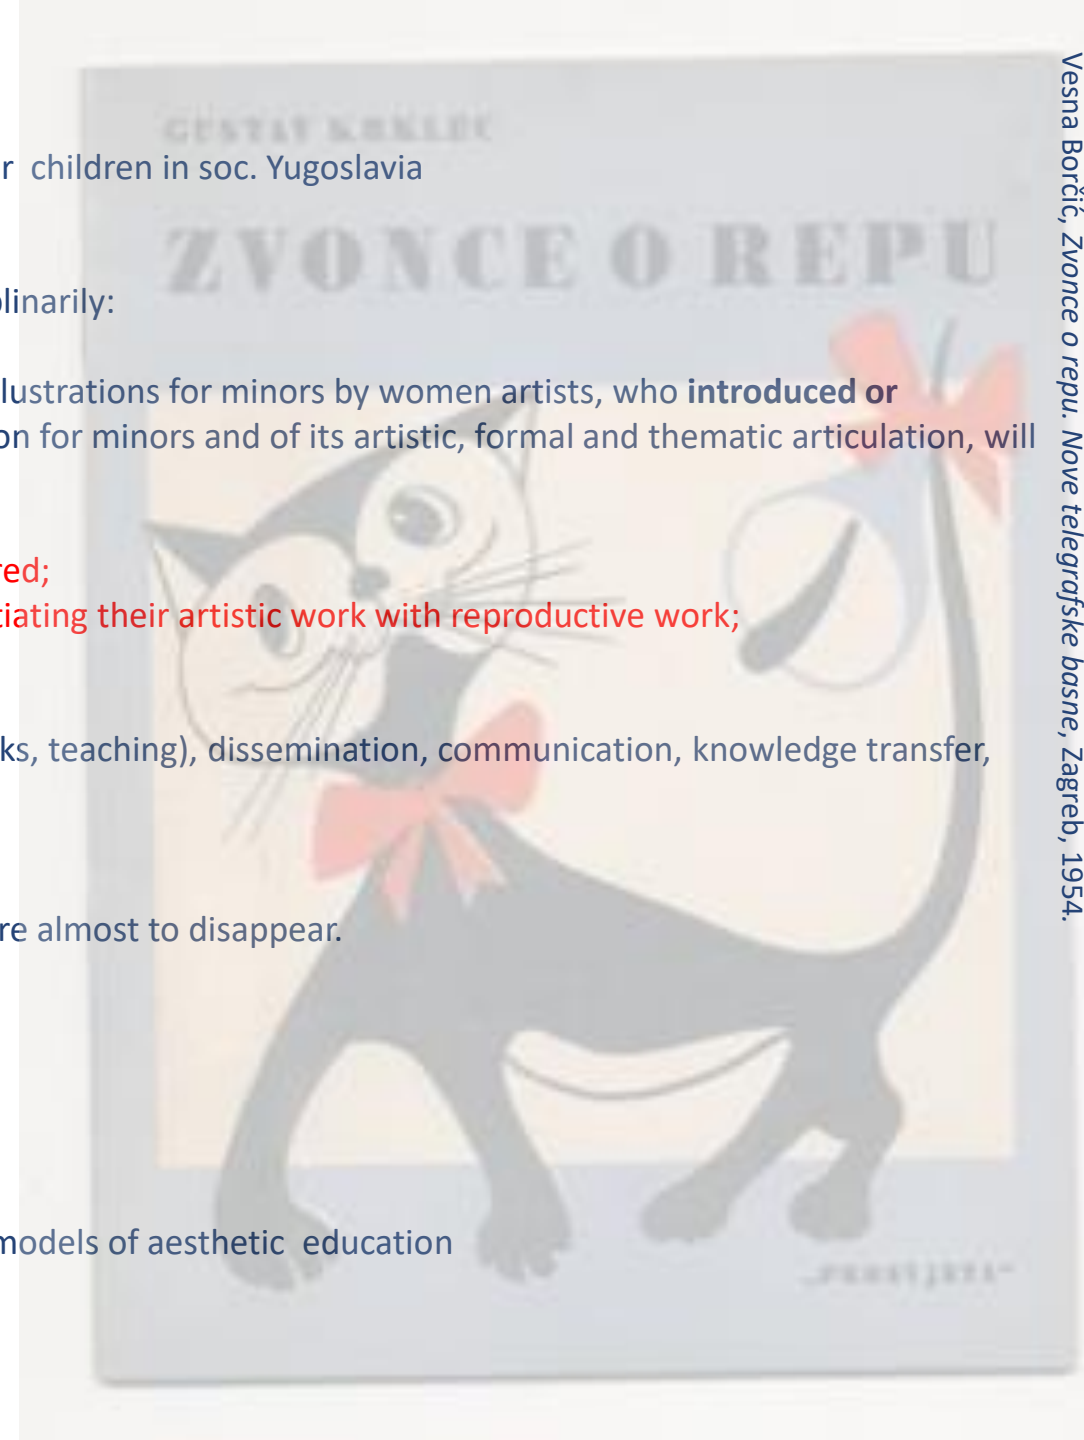 GUSTAV KRKLEC
r children in soc. Yugoslavia
ZVONCE O REPU
linarily:
lustrations for minors by women artists, who introduced or
on for minors and of its artistic, formal and thematic articulation, will
red;
tiating their artistic work with reproductive work;
ks, teaching), dissemination, communication, knowledge transfer,
re almost to disappear.
models of aesthetic education
„PROSVJETA“
Vesna Borčić, Zvonce o repu. Nove telegrafske basne, Zagreb, 1954.